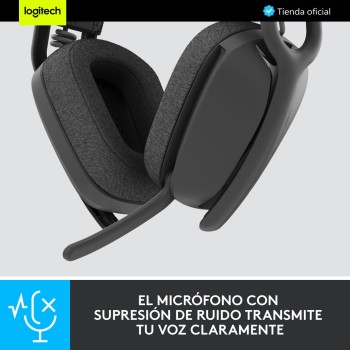 logitech
Tienda oficial
EL MICRÓFONO CON
SUPRESIÓN DE RUIDO TRANSMITE
TU VOZ CLARAMENTE